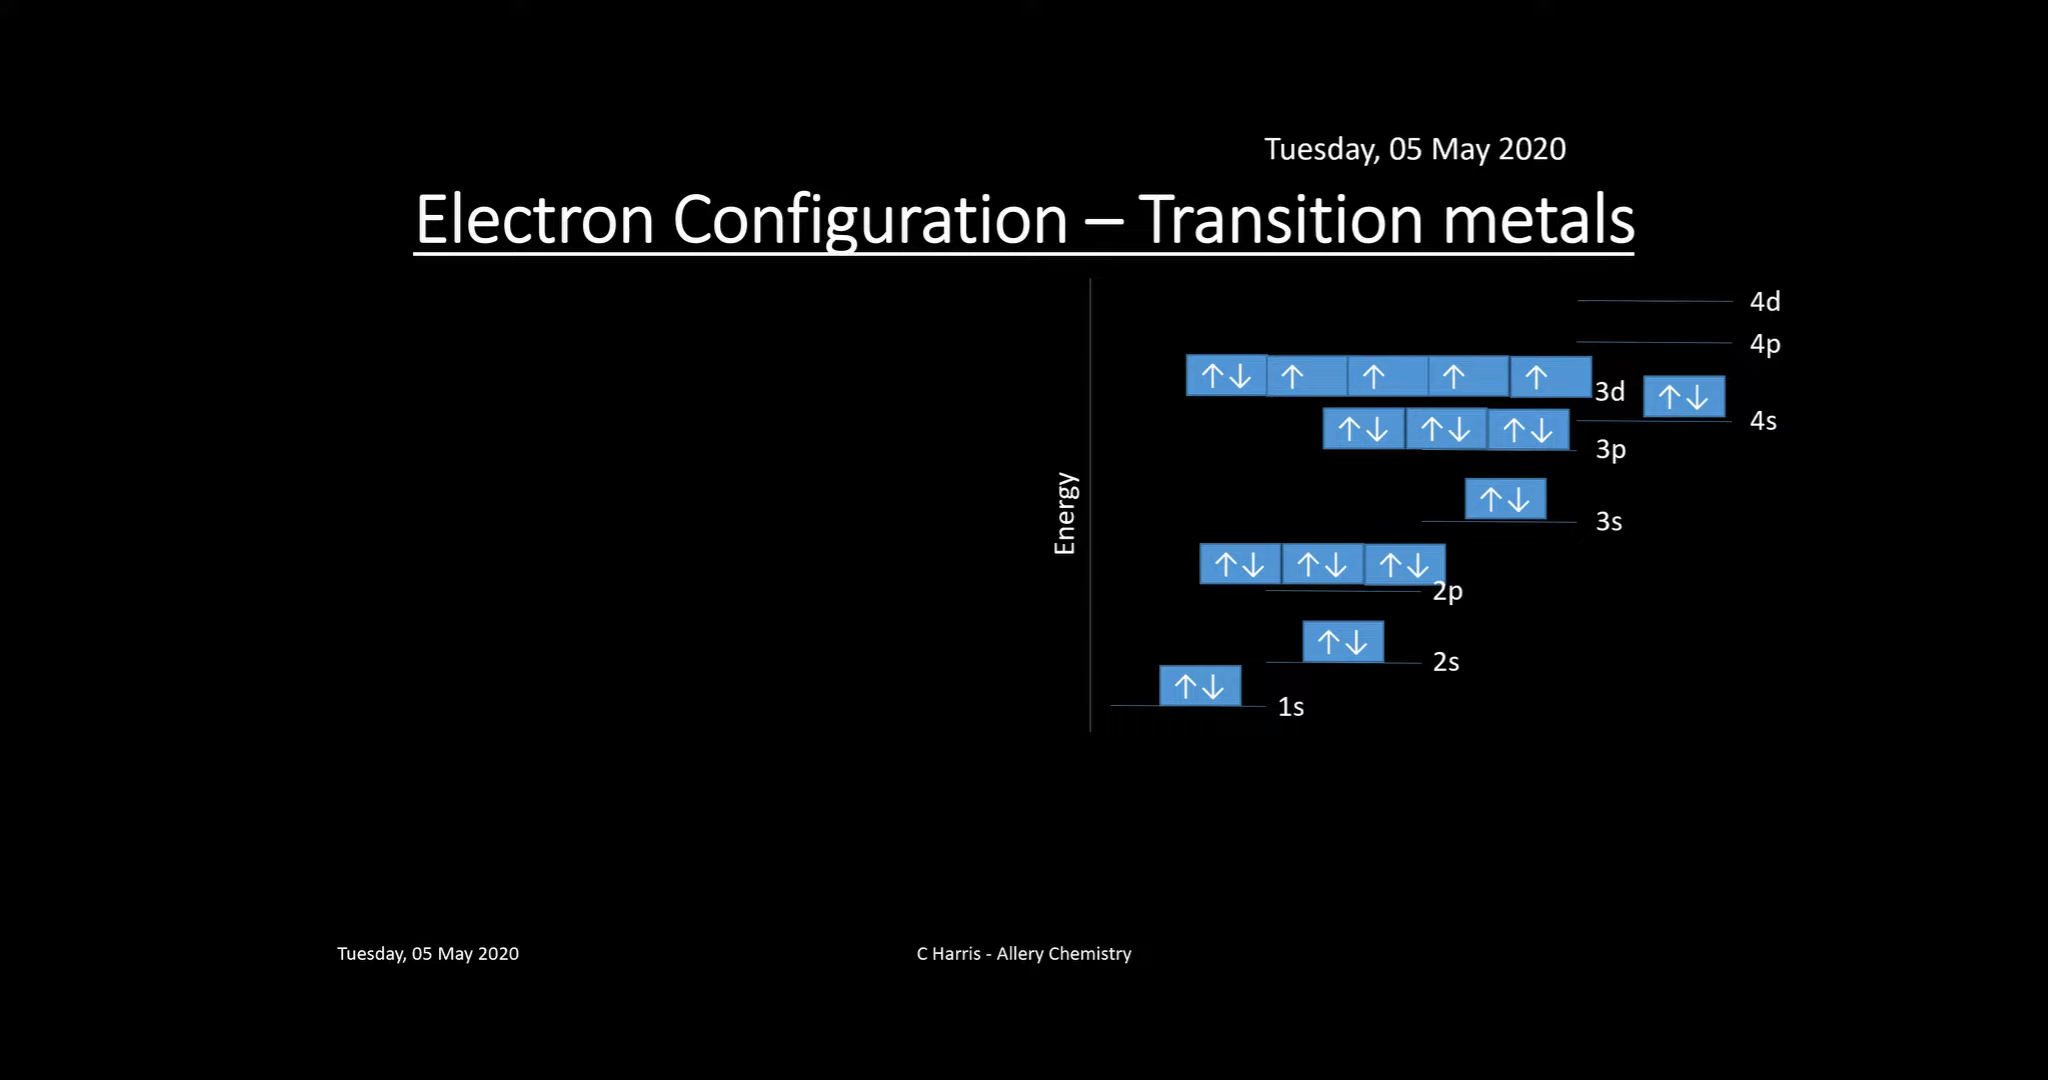 Tuesday, 05 May 2020
Electron Configuration – Transition metals
4d
4p
↑↓ ↑ ↑ ↑ ↑ 3d
↑↓ 4s
↑↓ ↑↓ ↑↓ 3p
Energy
↑↓ 3s
↑↓ ↑↓ ↑↓ 2p
↑↓ 2s
↑↓ 1s
Tuesday, 05 May 2020
C Harris - Allery Chemistry